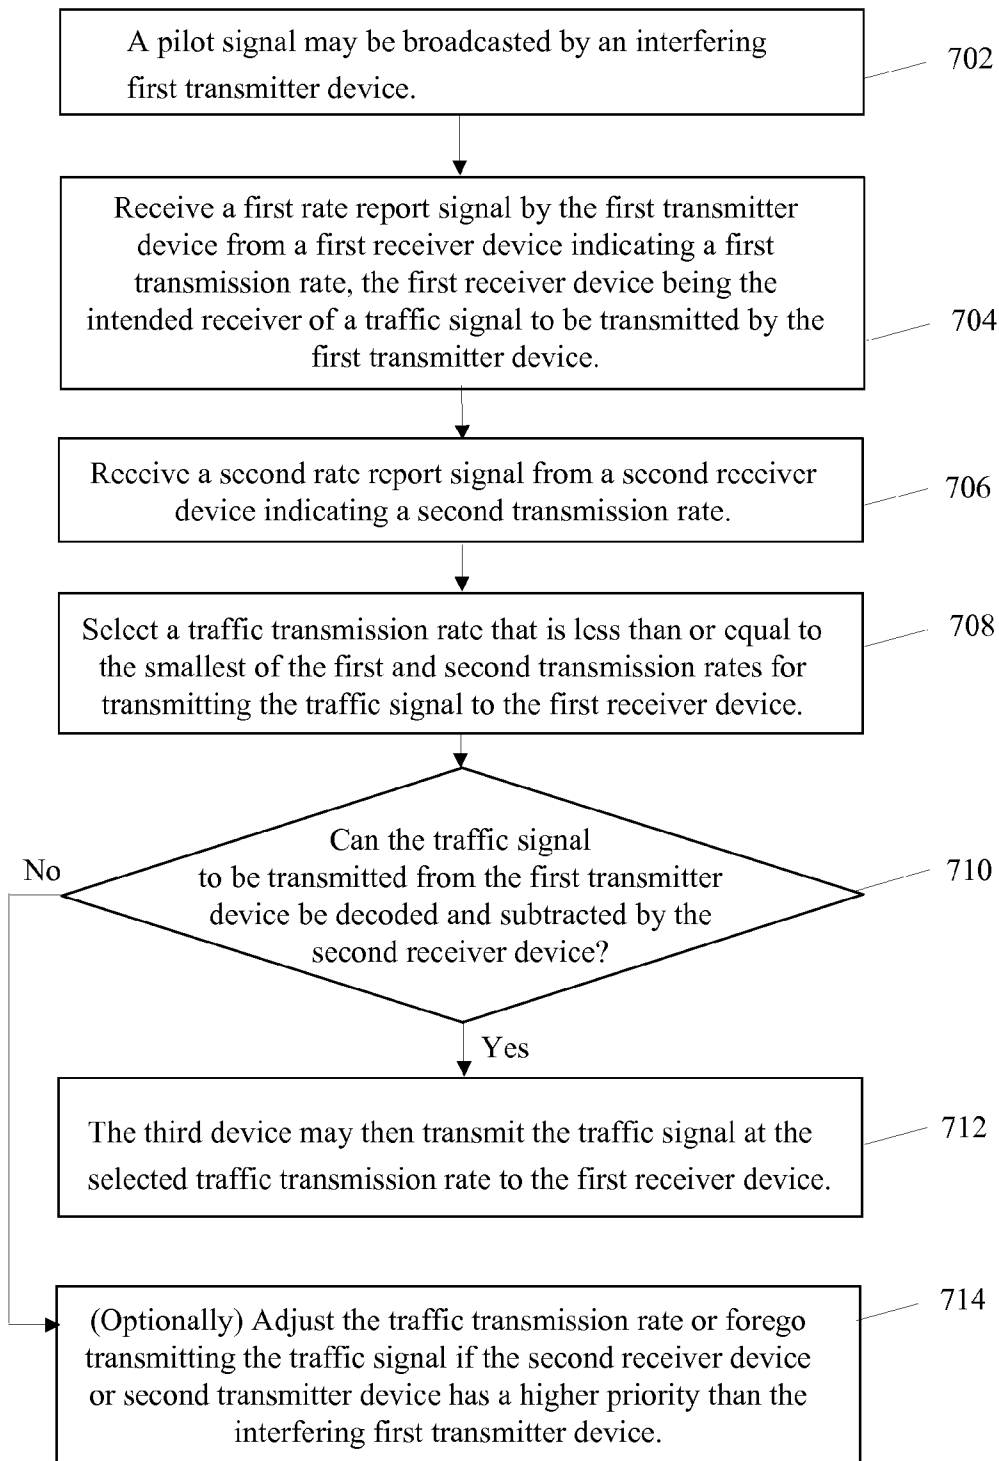 A pilot signal may be broadcasted by an interfering
first transmitter device.
702
Receive a first rate report signal by the first transmitter
device from a first receiver device indicating a first
transmission rate, the first receiver device being the
intended receiver of a traffic signal to be transmitted by the
first transmitter device.
704
Receive a second rate report signal from a second receiver
device indicating a second transmission rate.
706
Select a traffic transmission rate that is less than or equal to
the smallest of the first and second transmission rates for
transmitting the traffic signal to the first receiver device.
708
Can the traffic signal
to be transmitted from the first transmitter
device be decoded and subtracted by the
second receiver device?
710
No
Yes
The third device may then transmit the traffic signal at the
selected traffic transmission rate to the first receiver device.
712
(Optionally) Adjust the traffic transmission rate or forego
transmitting the traffic signal if the second receiver device
or second transmitter device has a higher priority than the
interfering first transmitter device.
714